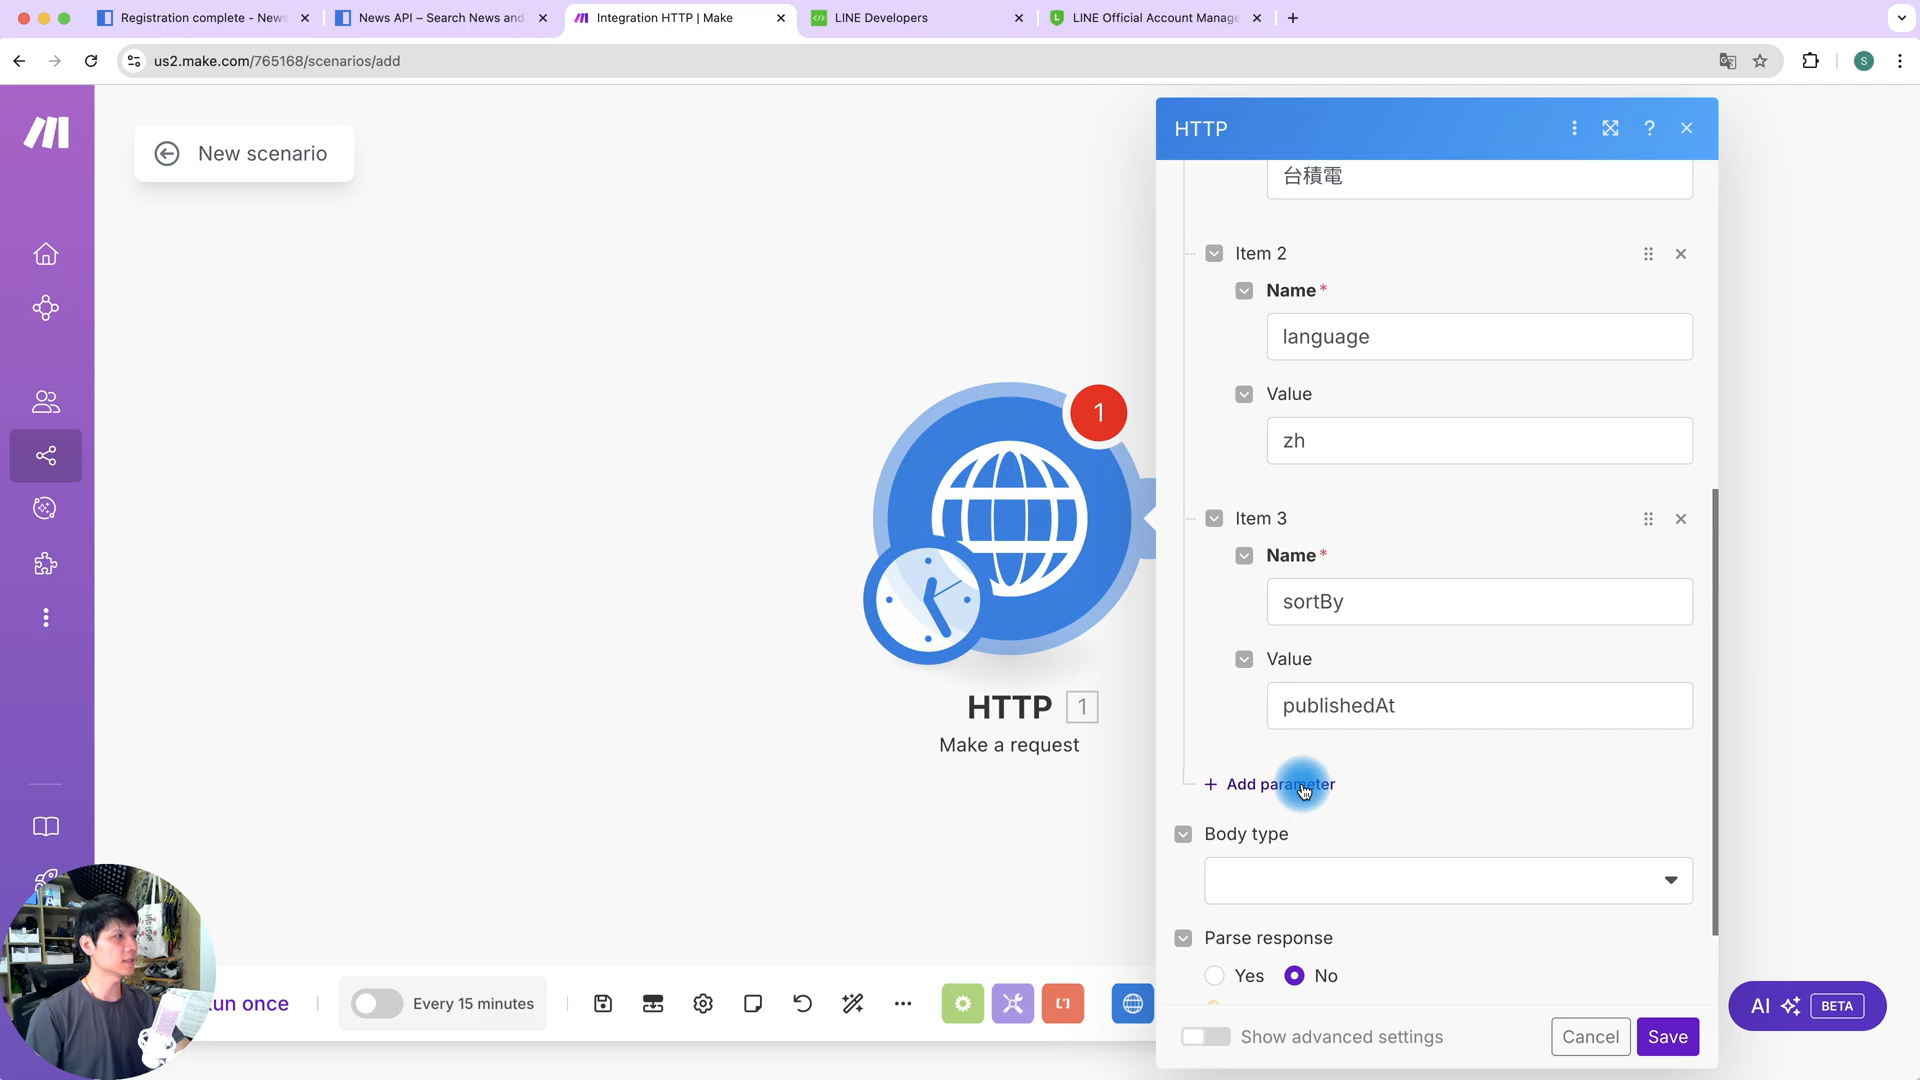 Registration complete - News
News API – Search News and
Integration HTTP | Make
LINE Developers
LINE Official Account Manage
us2.make.com/765168/scenarios/add
S
New scenario
HTTP
台積電
Item 2
Name*
language
Value
zh
1
Item 3
Name*
sortBy
Value
publishedAt
HTTP 1
Make a request
+ Add parameter
Body type
Parse response
Yes
No
un once
Every 15 minutes
AI
BETA
Show advanced settings
Cancel
Save